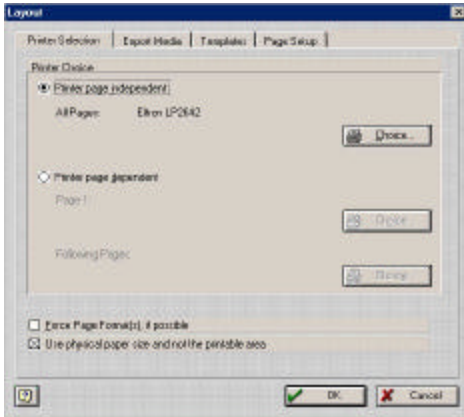 Layout
Printer Selection Export Media Templates Page Setup
Printer Choice
Printer page independent
All Pages: Eltron LP2642
Choice...
Printer page dependent
Page 1:
Choice...
Following Pages:
Choice...
Force Page Format(s), if possible
Use physical paper size and not the printable area
OK Cancel